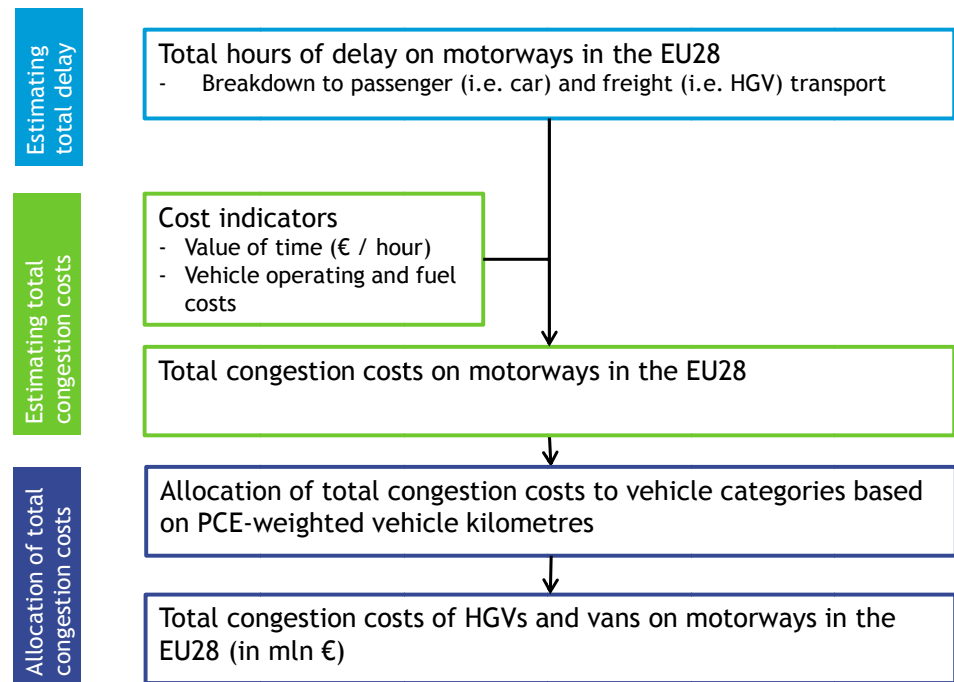 Estimating
total delay
Total hours of delay on motorways in the EU28
- Breakdown to passenger (i.e. car) and freight (i.e. HGV) transport
Estimating total
congestion costs
Cost indicators
- Value of time (€ / hour)
- Vehicle operating and fuel
costs
Total congestion costs on motorways in the EU28
Allocation of total
congestion costs
Allocation of total congestion costs to vehicle categories based
on PCE-weighted vehicle kilometres
Total congestion costs of HGVs and vans on motorways in the
EU28 (in mln €)